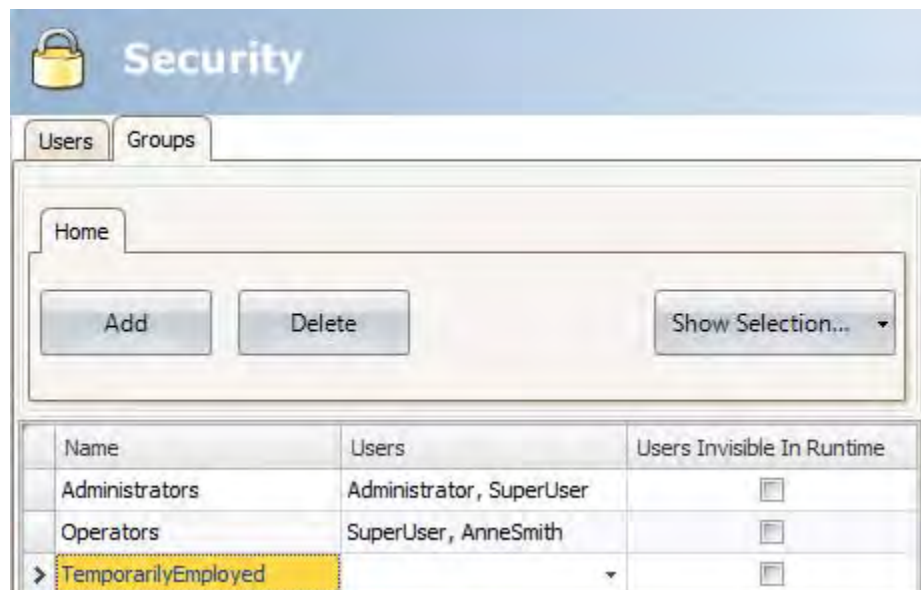 Security
Users Groups
Home
Add Delete Show Selection...
Name Users Users Invisible In Runtime
Administrators Administrator, SuperUser
Operators SuperUser, AnneSmith
TemporarilyEmployed